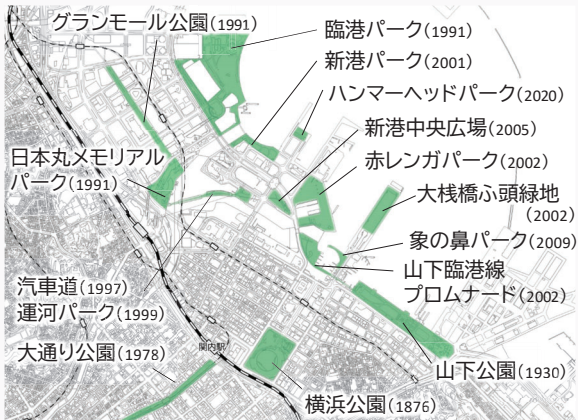 グランモール公園(1991)
臨港パーク(1991)
新港パーク(2001)
ハンマーヘッドパーク(2020)
新港中央広場(2005)
日本丸メモリアル
パーク(1991)
赤レンガパーク(2002)
大桟橋ふ頭緑地
(2002)
象の鼻パーク(2009)
山下臨港線
プロムナード(2002)
汽車道(1997)
運河パーク(1999)
大通り公園(1978)
関内駅
山下公園(1930)
横浜公園(1876)